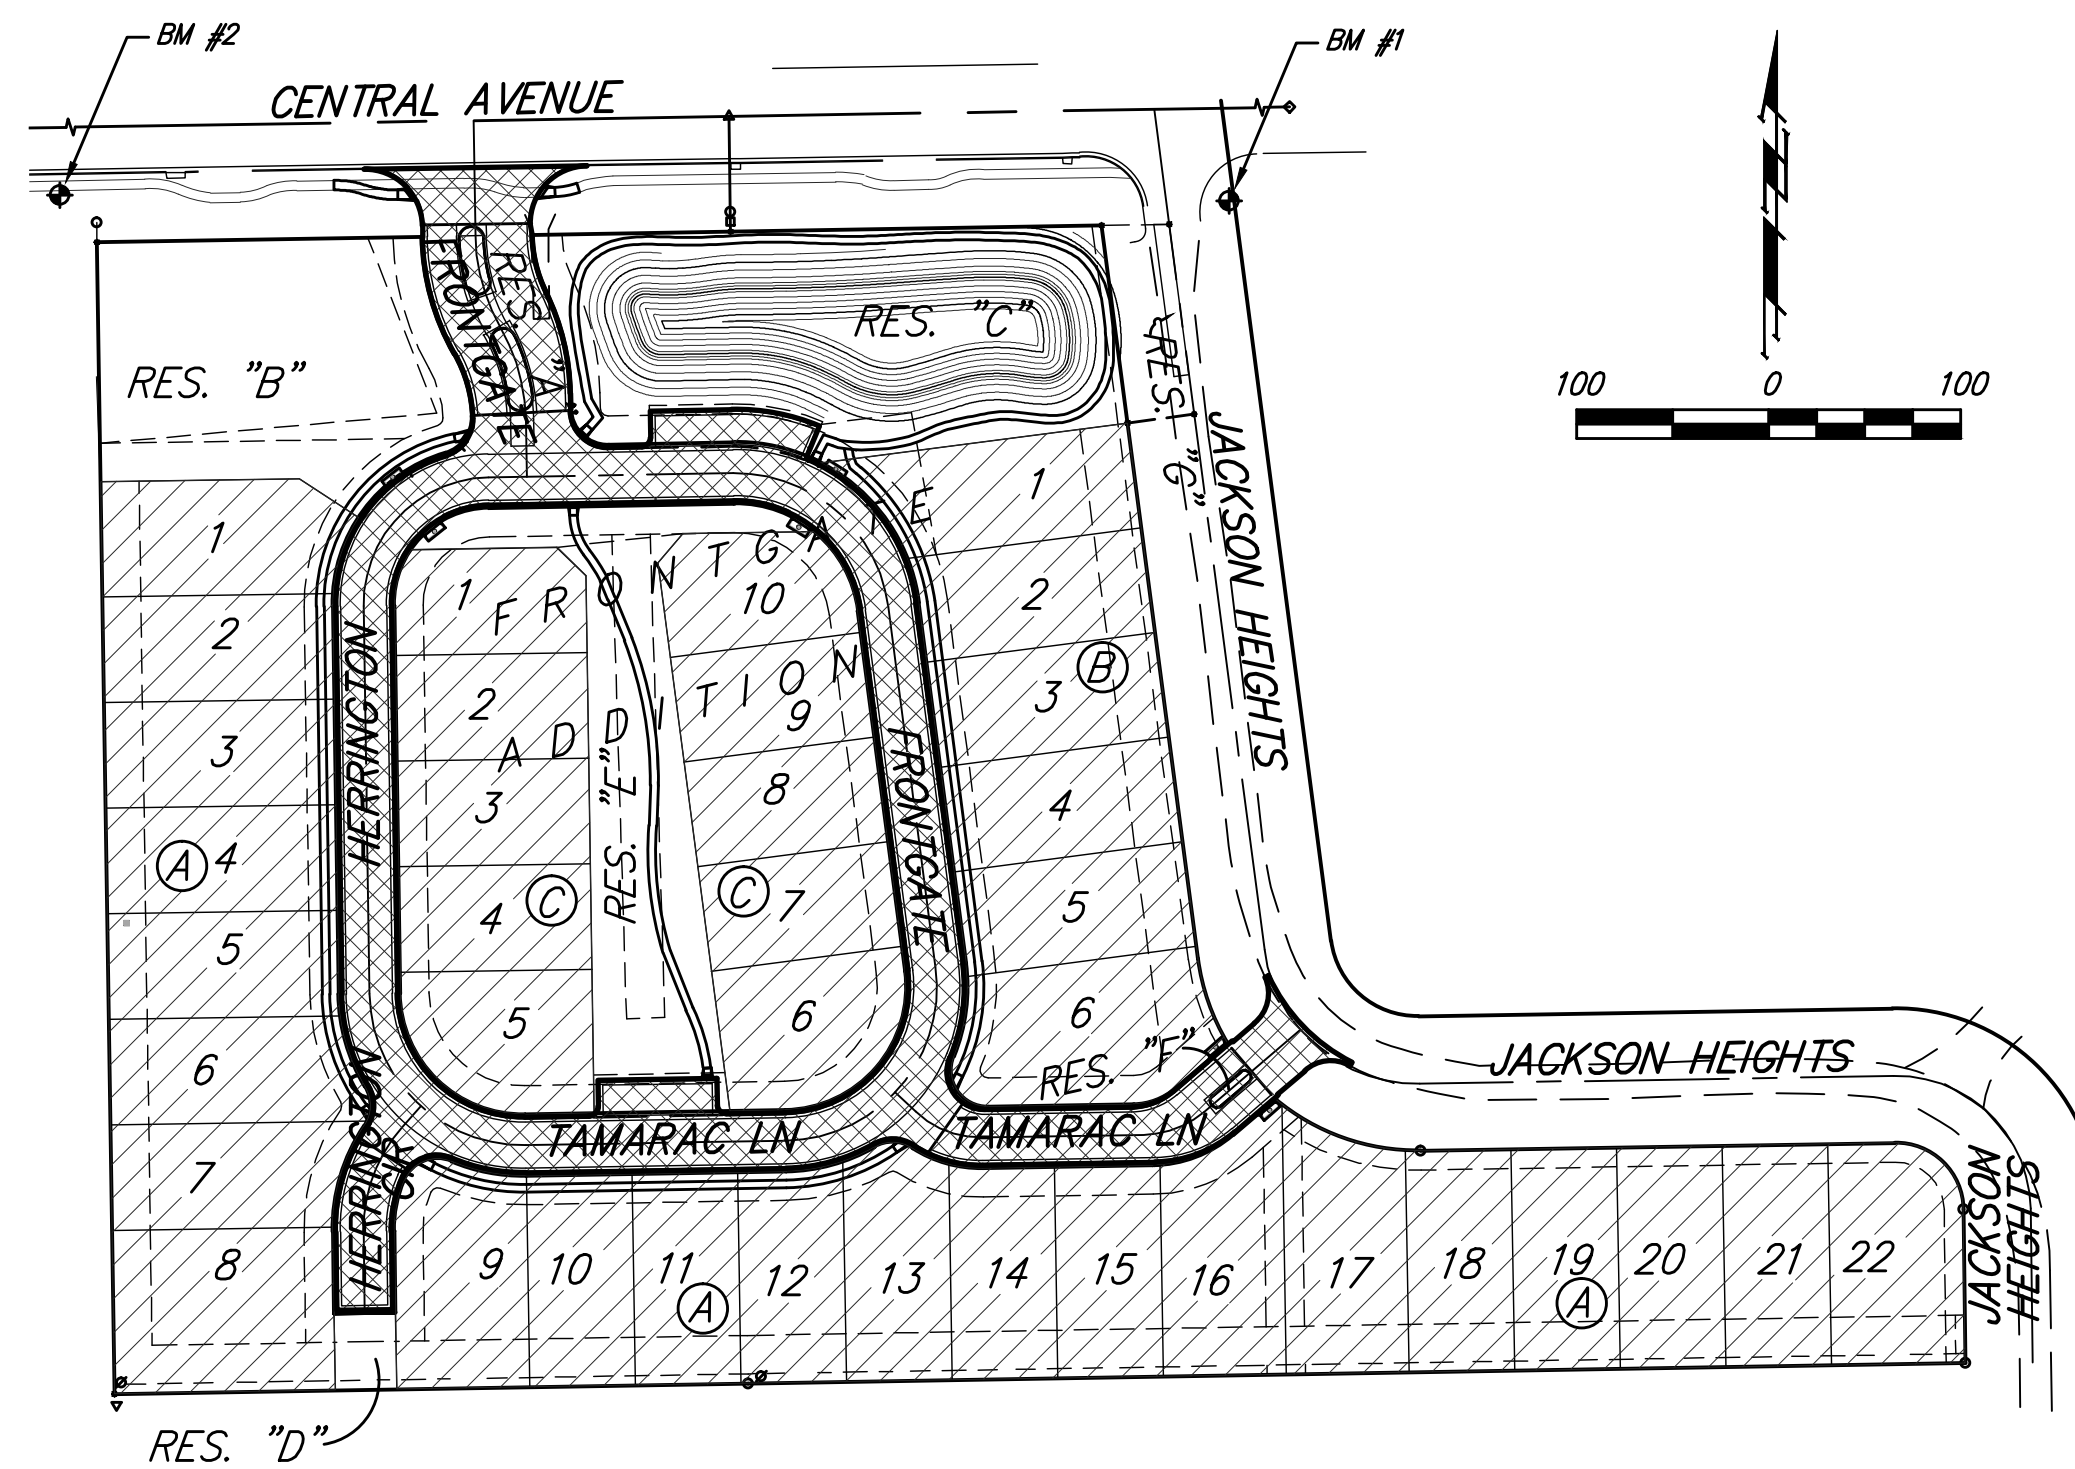 BM #2
BM #1
CENTRAL AVENUE
FRONTGATE
RES. "A"
RES. "B"
RES. "C"
RES. "G"
JACKSON HEIGHTS
100 0 100
1
2
3
A 4
5
6
7
8
HERRINGTON
HERRINGTON
CIR
1
2
3
4 C
5
FRONTGATE
ADDITION
RES. "E"
10
9
8
C 7
6
FRONTGATE
1
2
B
3
4
5
6
RES. "F"
TAMARAC LN
TAMARAC LN
JACKSON HEIGHTS
JACKSON
HEIGHTS
9 10 11 12 13 14 15 16 17 18 19 20 21 22
A
A
RES. "D"